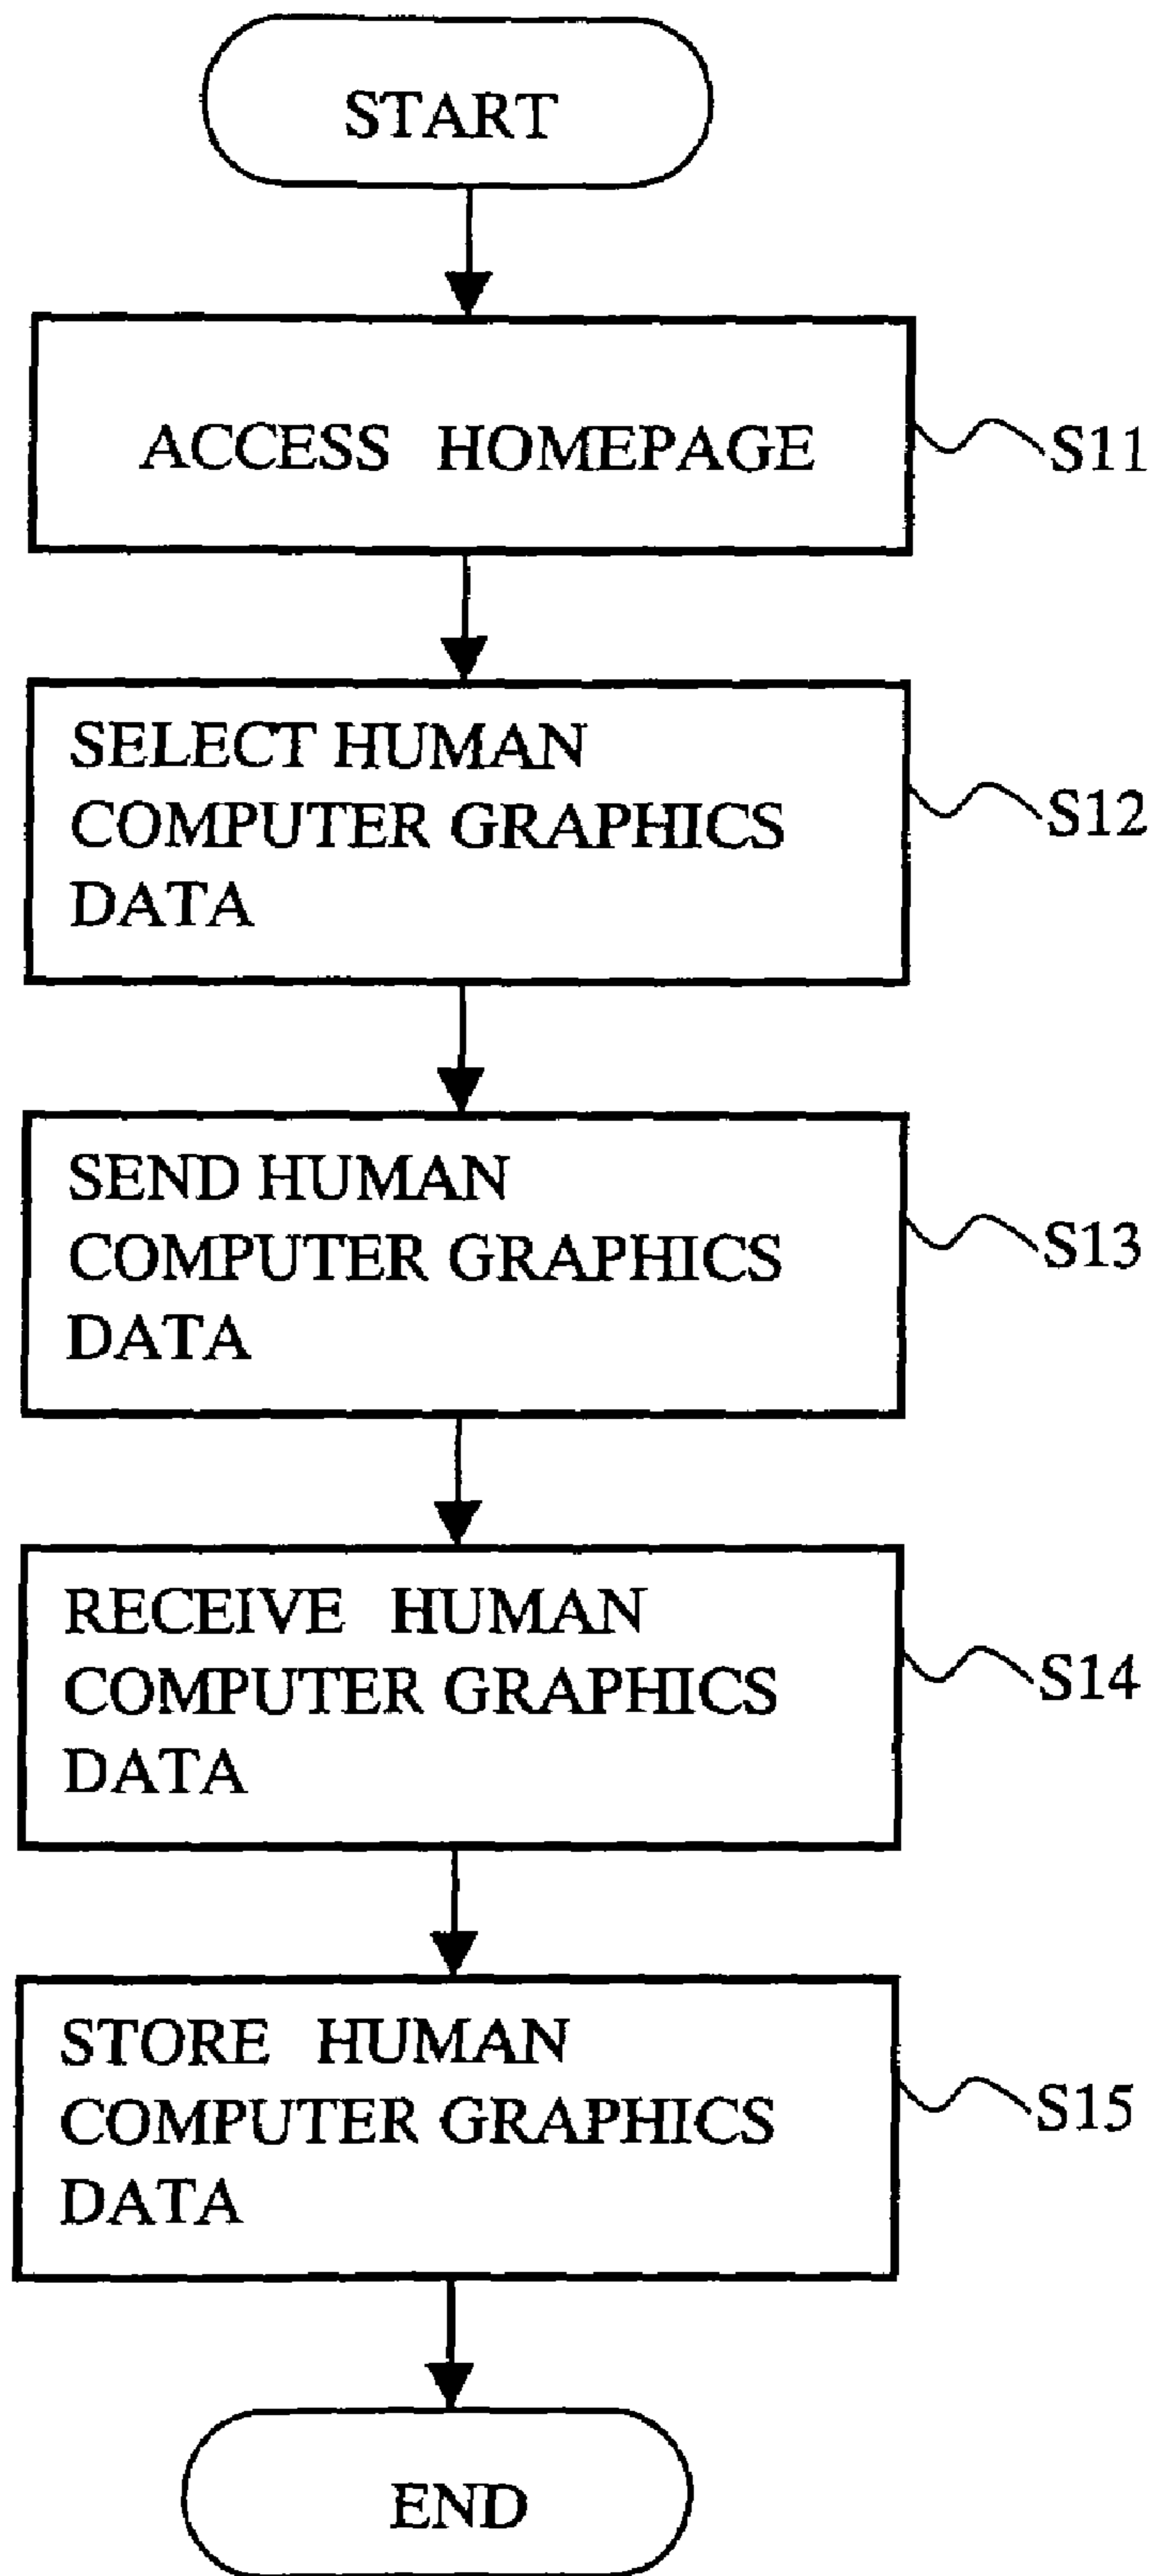 START
ACCESS HOMEPAGE
S11
SELECT HUMAN
COMPUTER GRAPHICS
DATA
S12
SEND HUMAN
COMPUTER GRAPHICS
DATA
S13
RECEIVE HUMAN
COMPUTER GRAPHICS
DATA
S14
STORE HUMAN
COMPUTER GRAPHICS
DATA
S15
END